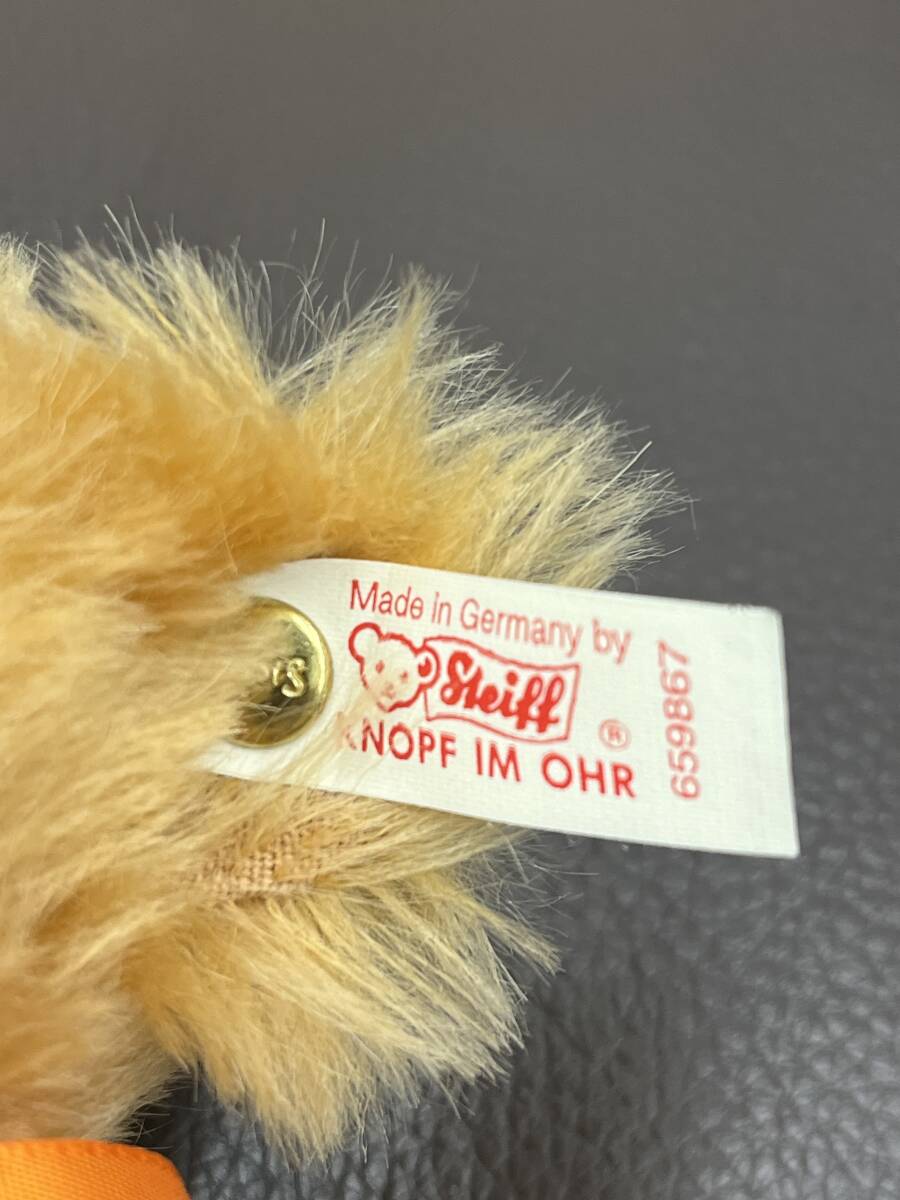 Made in Germany by
Steiff
KNOPF IM OHR ®
659867